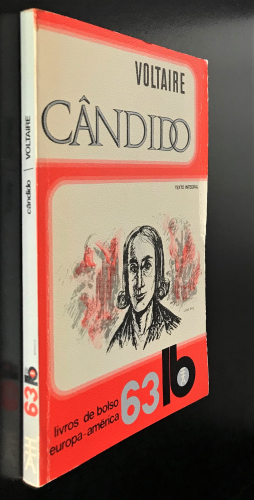 VOLTAIRE
CÂNDIDO
TEXTO INTEGRAL
livros de bolso
europa-américa
63
lb
cândido | VOLTAIRE
63 lb